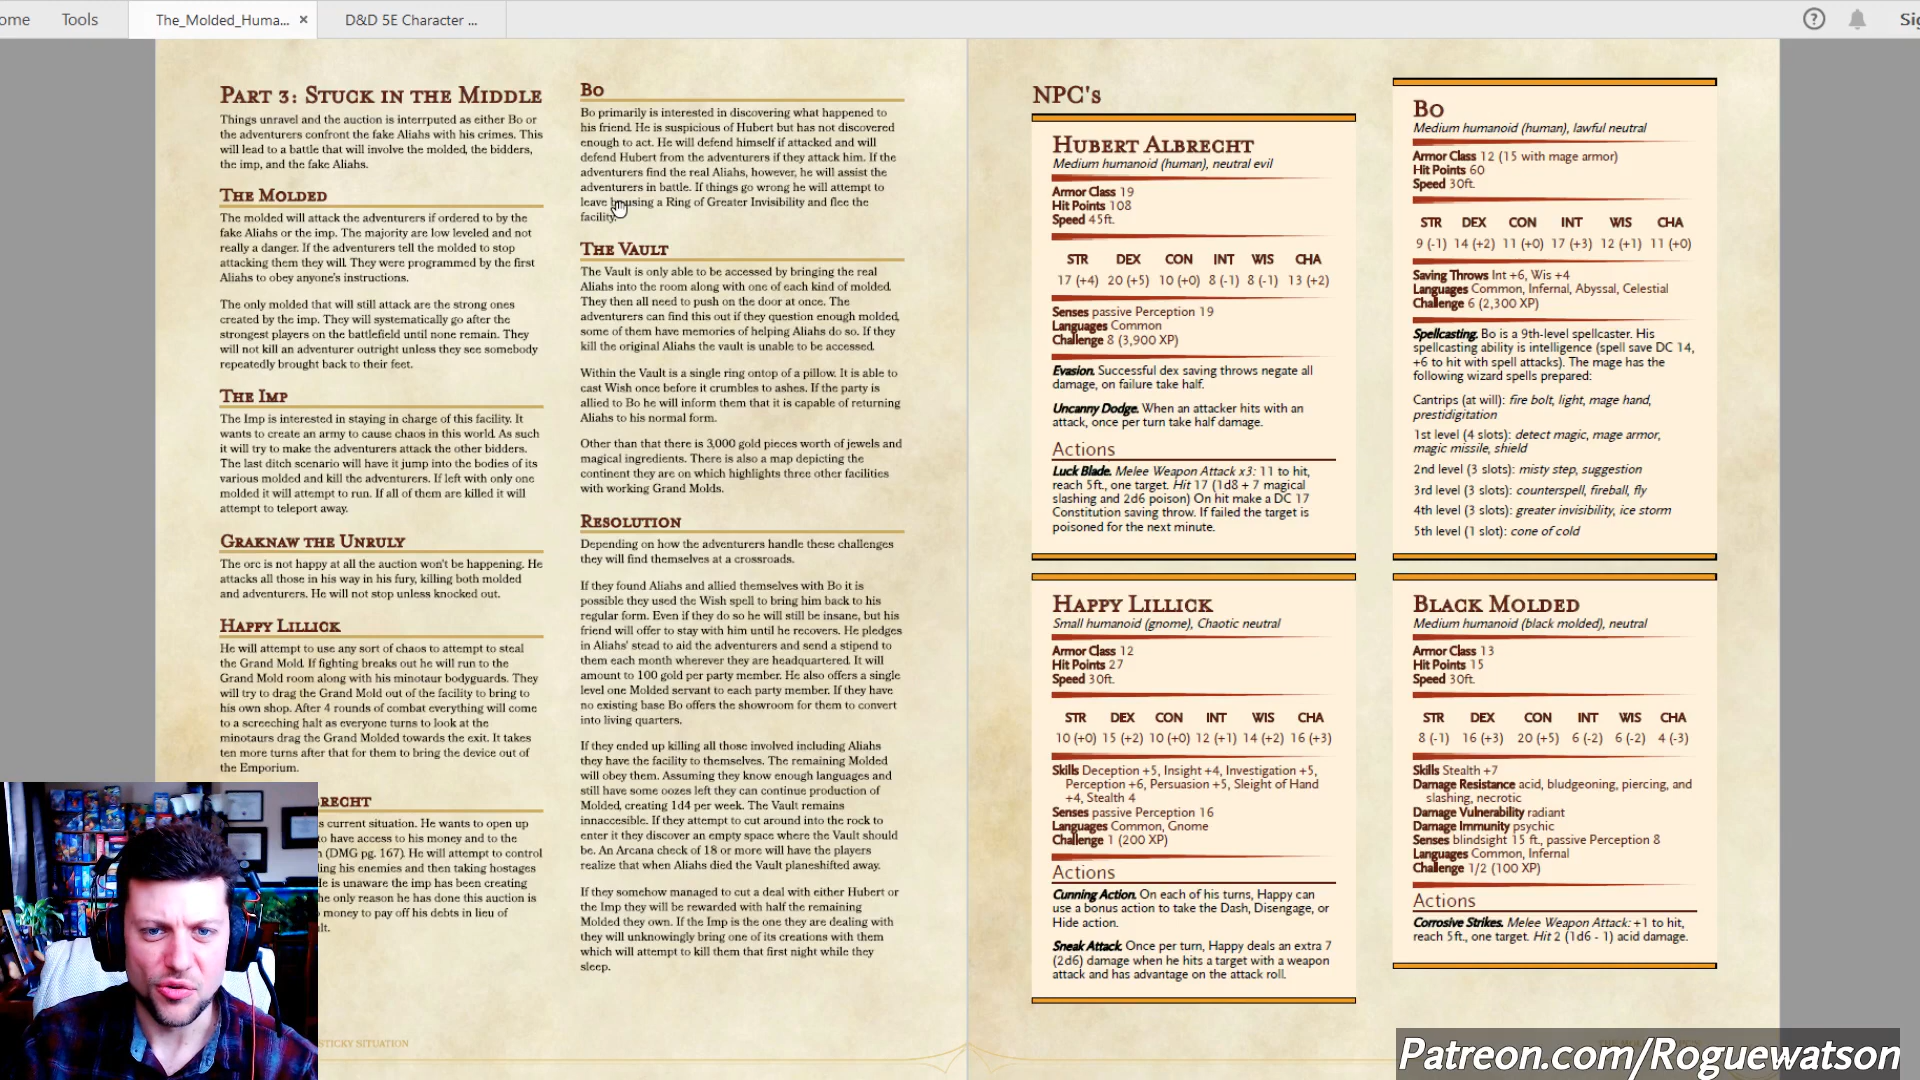 ome
Tools
The_Molded_Huma...
×
D&D 5E Character ...
?
Sig
Part 3: Stuck in the Middle
Things unravel and the auction is interrputed as either Bo or
the adventurers confront the fake Aliahs with his crimes. This
will lead to a battle that will involve the molded, the bidders,
the imp, and the fake Aliahs.
The Molded
The molded will attack the adventurers if ordered to by the
fake Aliahs or the imp. The majority are low leveled and not
really a danger. If the adventurers tell the molded to stop
attacking them they will. They were programmed by the first
Aliahs to obey anyone's instructions.
The only molded that will still attack are the strong ones
created by the imp. They will systematically go after the
strongest players on the battlefield until none remain. They
will not kill an adventurer outright unless they see somebody
repeatedly brought back to their feet.
The Imp
The Imp is interested in staying in charge of this facility. It
wants to create an army to cause chaos in this world. As such
it will try to make the adventurers attack the other bidders.
The last ditch scenario will have it jump into the bodies of its
various molded and kill the adventurers. If left with only one
molded it will attempt to run. If all of them are killed it will
attempt to teleport away.
Graknaw the Unruly
The orc is not happy at all the auction won't be happening. He
attacks all those in his way in his fury, killing both molded
and adventurers. He will not stop unless knocked out.
Happy Lillick
He will attempt to use any sort of chaos to attempt to steal
the Grand Mold. If fighting breaks out he will run to the
Grand Mold room along with his minotaur bodyguards. They
will try to drag the Grand Mold out of the facility to bring to
his own shop. After 4 rounds of combat everything will come
to a screeching halt as everyone turns to look at the
minotaurs drag the Grand Molded towards the exit. It takes
ten more turns after that for them to bring the device out of
the Emporium.
brecht
s current situation. He wants to open up
to have access to his money and to the
(DMG pg. 167). He will attempt to control
ing his enemies and then taking hostages
e is unaware the imp has been creating
he only reason he has done this auction is
money to pay off his debts in lieu of
lt.
STICKY SITUATION
Bo
Bo primarily is interested in discovering what happened to
his friend. He is suspicious of Hubert but has not discovered
enough to act. He will defend himself if attacked and will
defend Hubert from the adventurers if they attack him. If the
adventurers find the real Aliahs, however, he will assist the
adventurers in battle. If things go wrong he will attempt to
leave by using a Ring of Greater Invisibility and flee the
facility.
The Vault
The Vault is only able to be accessed by bringing the real
Aliahs into the room along with one of each kind of molded.
They then all need to push on the door at once. The
adventurers can find this out if they question enough molded,
some of them have memories of helping Aliahs do so. If they
kill the original Aliahs the vault is unable to be accessed.
Within the Vault is a single ring ontop of a pillow. It is able to
cast Wish once before it crumbles to ashes. If the party is
allied to Bo he will inform them that it is capable of returning
Aliahs to his normal form.
Other than that there is 3,000 gold pieces worth of jewels and
magical ingredients. There is also a map depicting the
continent they are on which highlights three other facilities
with working Grand Molds.
Resolution
Depending on how the adventurers handle these challenges
they will find themselves at a crossroads.
If they found Aliahs and allied themselves with Bo it is
possible they used the Wish spell to bring him back to his
regular form. Even if they do so he will still be insane, but his
friend will offer to stay with him until he recovers. He pledges
in Aliahs' stead to aid the adventurers and send a stipend to
them each month wherever they are headquartered. It will
amount to 100 gold per party member. He also offers a single
level one Molded servant to each party member. If they have
no existing base Bo offers the showroom for them to convert
into living quarters.
If they ended up killing all those involved including Aliahs
they have the facility to themselves. The remaining Molded
will obey them. Assuming they know enough languages and
still have some oozes left they can continue production of
Molded, creating 1d4 per week. The Vault remains
innaccesible. If they attempt to cut around into the rock to
enter it they discover an empty space where the Vault should
be. An Arcana check of 18 or more will have the players
realize that when Aliahs died the Vault planeshifted away.
If they somehow managed to cut a deal with either Hubert or
the Imp they will be rewarded with half the remaining
Molded they own. If the Imp is the one they are dealing with
they will unknowingly bring one of its creations with them
which will attempt to kill them that first night while they
sleep.
NPC's
Hubert Albrecht
Medium humanoid (human), neutral evil
Armor Class 19
Hit Points 108
Speed 45ft.
STR DEX CON INT WIS CHA
17 (+4) 20 (+5) 10 (+0) 8 (-1) 8 (-1) 13 (+2)
Senses passive Perception 19
Languages Common
Challenge 8 (3,900 XP)
Evasion. Successful dex saving throws negate all
damage, on failure take half.
Uncanny Dodge. When an attacker hits with an
attack, once per turn take half damage.
Actions
Luck Blade. Melee Weapon Attack x3: 11 to hit,
reach 5ft., one target. Hit 17 (1d8 + 7 magical
slashing and 2d6 poison) On hit make a DC 17
Constitution saving throw. If failed the target is
poisoned for the next minute.
Happy Lillick
Small humanoid (gnome), Chaotic neutral
Armor Class 12
Hit Points 27
Speed 30ft.
STR DEX CON INT WIS CHA
10 (+0) 15 (+2) 10 (+0) 12 (+1) 14 (+2) 16 (+3)
Skills Deception +5, Insight +4, Investigation +5,
Perception +6, Persuasion +5, Sleight of Hand
+4, Stealth 4
Senses passive Perception 16
Languages Common, Gnome
Challenge 1 (200 XP)
Actions
Cunning Action. On each of his turns, Happy can
use a bonus action to take the Dash, Disengage, or
Hide action.
Sneak Attack. Once per turn, Happy deals an extra 7
(2d6) damage when he hits a target with a weapon
attack and has advantage on the attack roll.
Bo
Medium humanoid (human), lawful neutral
Armor Class 12 (15 with mage armor)
Hit Points 60
Speed 30ft.
STR DEX CON INT WIS CHA
9 (-1) 14 (+2) 11 (+0) 17 (+3) 12 (+1) 11 (+0)
Saving Throws Int +6, Wis +4
Languages Common, Infernal, Abyssal, Celestial
Challenge 6 (2,300 XP)
Spellcasting. Bo is a 9th-level spellcaster. His
spellcasting ability is intelligence (spell save DC 14,
+6 to hit with spell attacks). The mage has the
following wizard spells prepared:
Cantrips (at will): fire bolt, light, mage hand,
prestidigitation
1st level (4 slots): detect magic, mage armor,
magic missile, shield
2nd level (3 slots): misty step, suggestion
3rd level (3 slots): counterspell, fireball, fly
4th level (3 slots): greater invisibility, ice storm
5th level (1 slot): cone of cold
Black Molded
Medium humanoid (black molded), neutral
Armor Class 13
Hit Points 15
Speed 30ft.
STR DEX CON INT WIS CHA
8 (-1) 16 (+3) 20 (+5) 6 (-2) 6 (-2) 4 (-3)
Skills Stealth +7
Damage Resistance acid, bludgeoning, piercing, and
slashing, necrotic
Damage Vulnerability radiant
Damage Immunity psychic
Senses blindsight 15 ft., passive Perception 8
Languages Common, Infernal
Challenge 1/2 (100 XP)
Actions
Corrosive Strikes. Melee Weapon Attack: +1 to hit,
reach 5ft., one target. Hit 2 (1d6 - 1) acid damage.
Patreon.com/Roguewatson